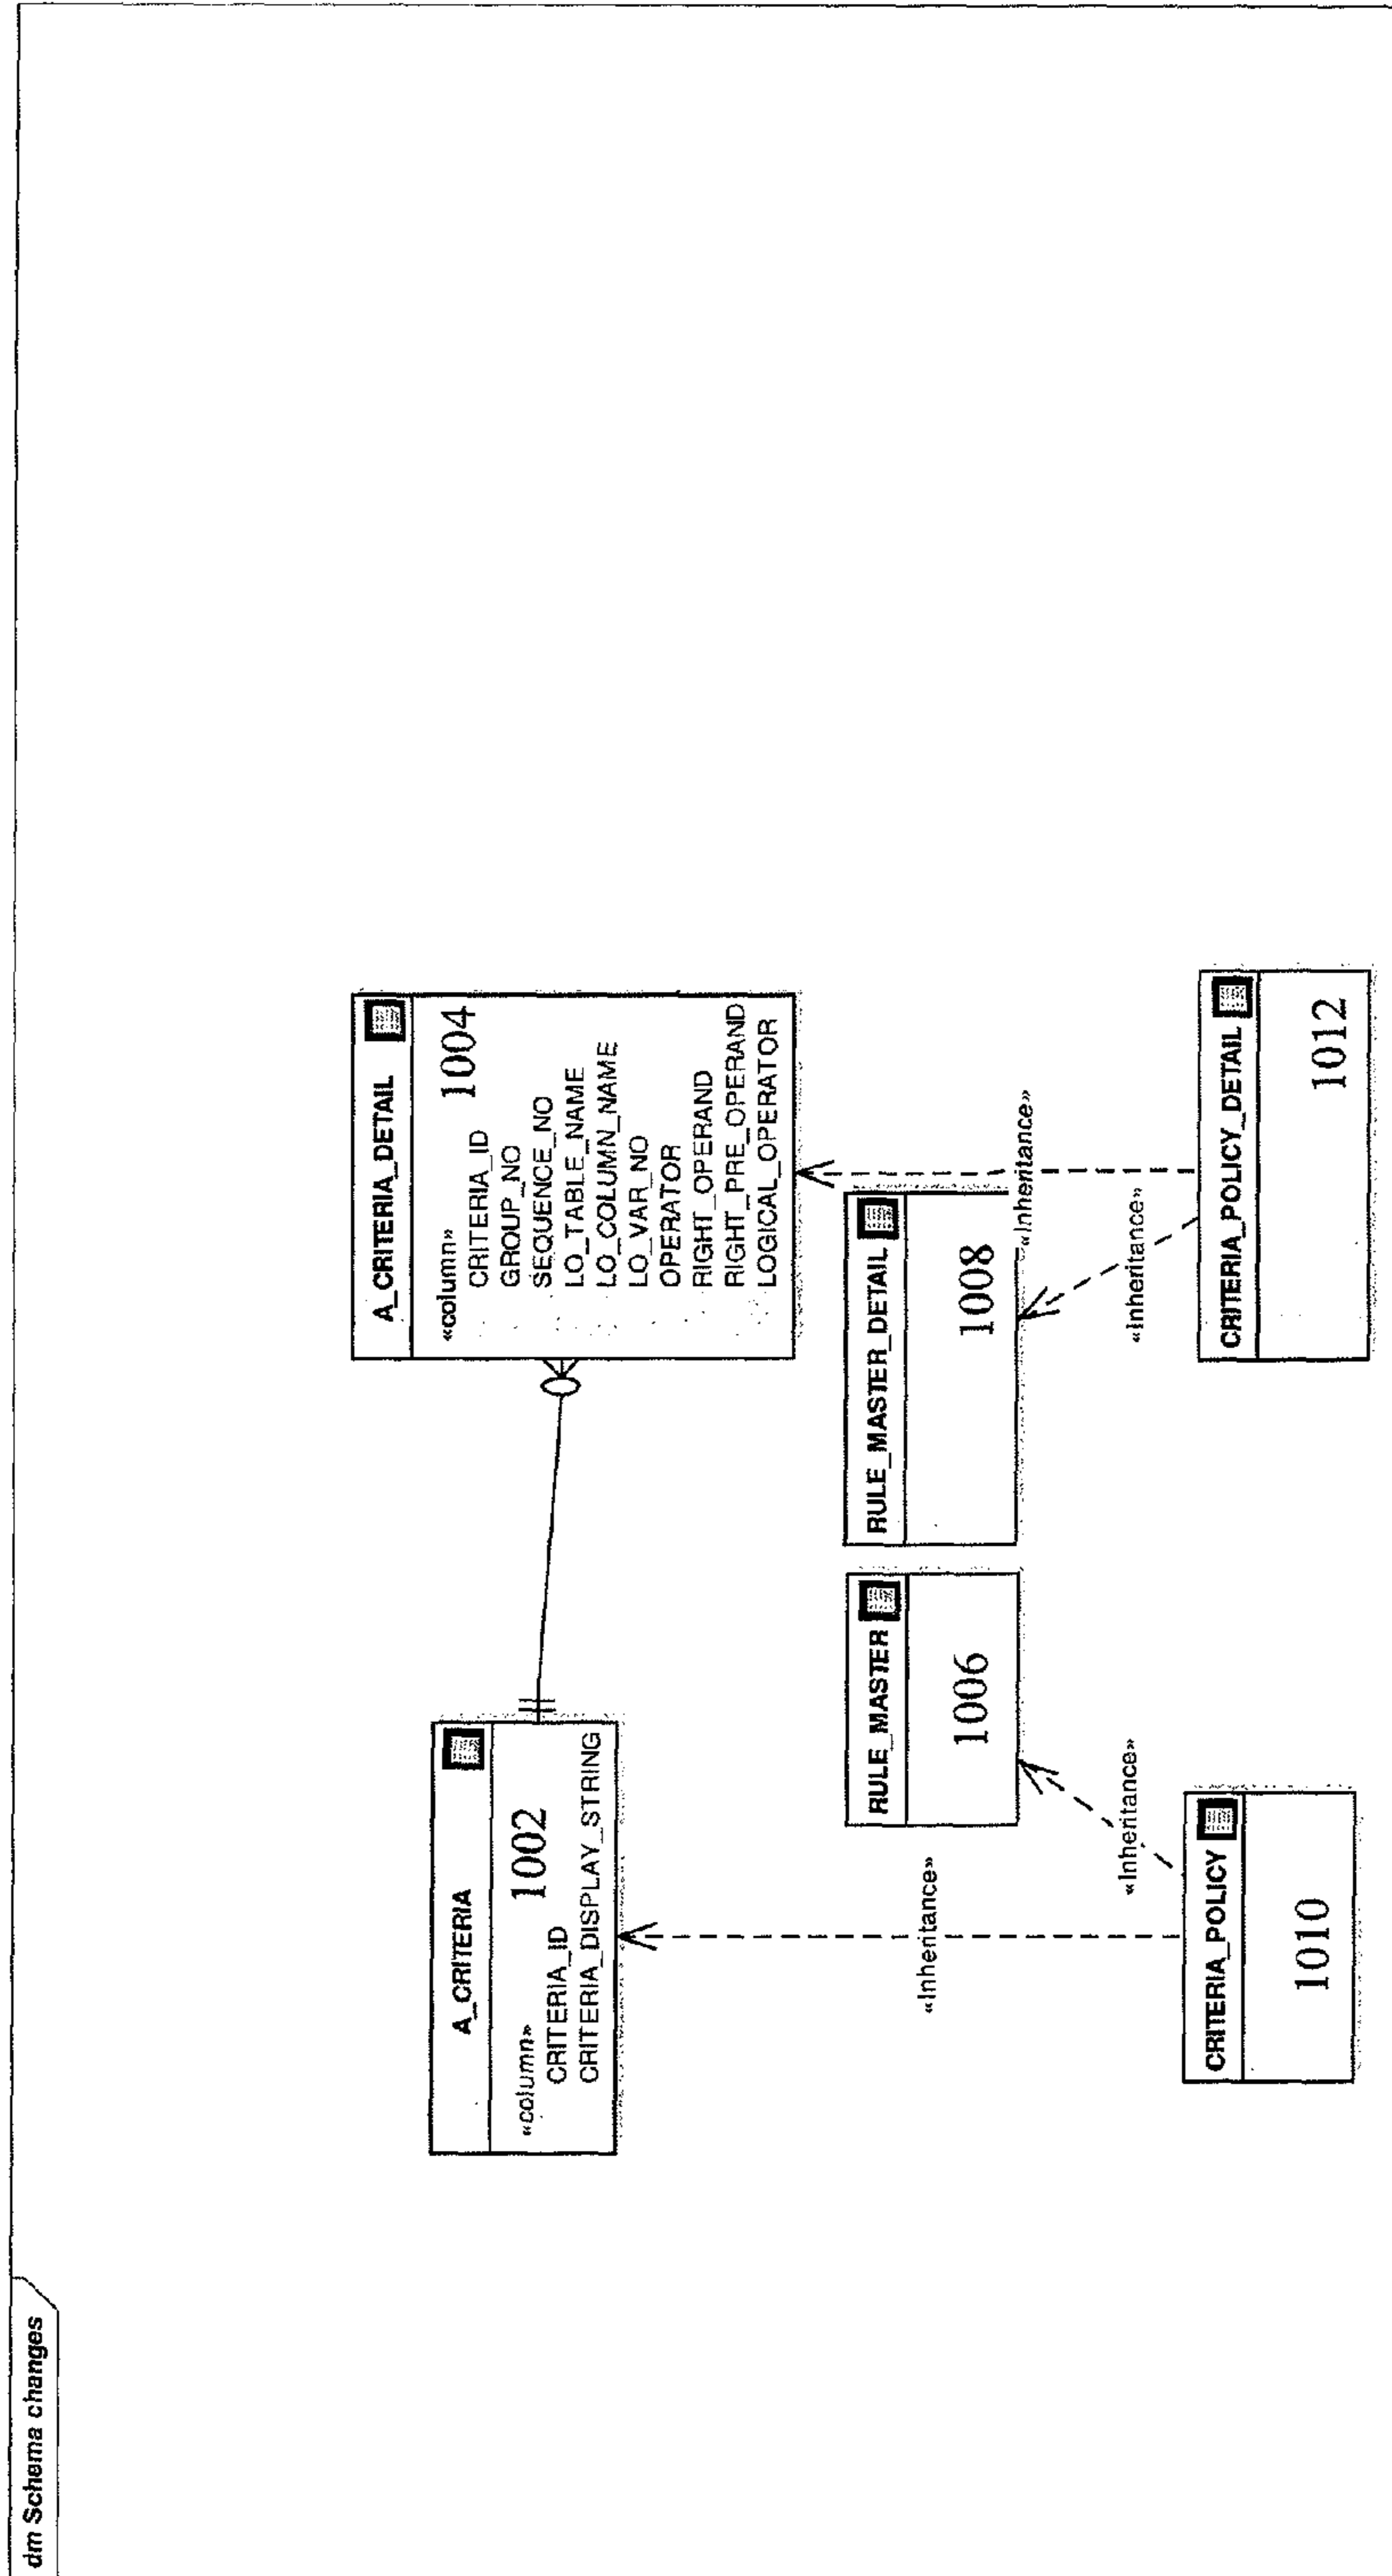 dm Schema changes
A_CRITERIA
«column» 1002
CRITERIA_ID
CRITERIA_DISPLAY_STRING
A_CRITERIA_DETAIL
«column» 1004
CRITERIA_ID
GROUP_NO
SEQUENCE_NO
LO_TABLE_NAME
LO_COLUMN_NAME
LO_VAR_NO
OPERATOR
RIGHT_OPERAND
RIGHT_PRE_OPERAND
LOGICAL_OPERATOR
RULE_MASTER
1006
RULE_MASTER_DETAIL
1008
«Inheritance»
«Inheritance»
«Inheritance»
«Inheritance»
CRITERIA_POLICY
1010
CRITERIA_POLICY_DETAIL
1012